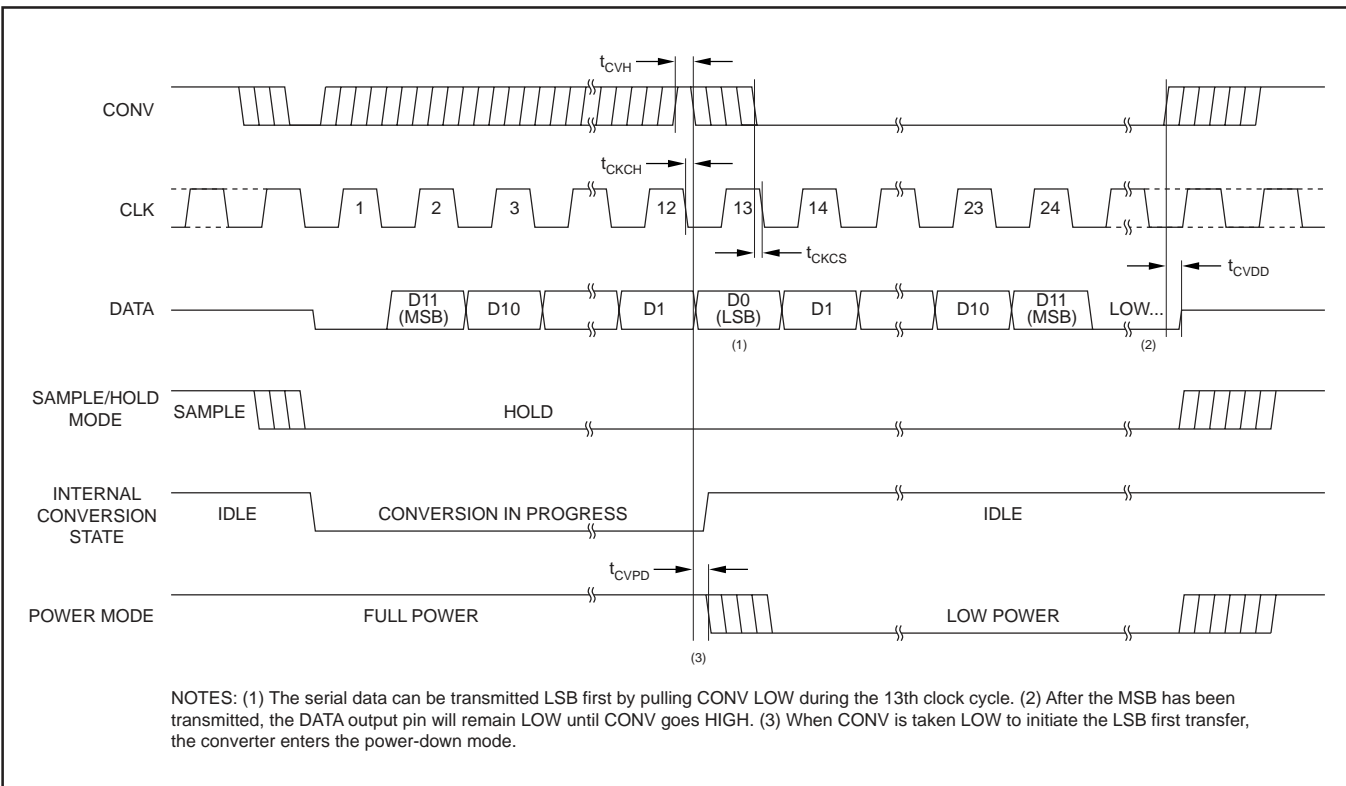 t_CVH
CONV
t_CKCH
CLK
1 2 3 12 13 14 23 24
t_CKCS
t_CVDD
DATA
D11 (MSB)
D10
D1
D0 (LSB)
D1
D10
D11 (MSB)
LOW...
(1)
(2)
SAMPLE/HOLD
MODE
SAMPLE
HOLD
INTERNAL
CONVERSION
STATE
IDLE
CONVERSION IN PROGRESS
IDLE
t_CVPD
POWER MODE
FULL POWER
LOW POWER
(3)
NOTES: (1) The serial data can be transmitted LSB first by pulling CONV LOW during the 13th clock cycle. (2) After the MSB has been
transmitted, the DATA output pin will remain LOW until CONV goes HIGH. (3) When CONV is taken LOW to initiate the LSB first transfer,
the converter enters the power-down mode.